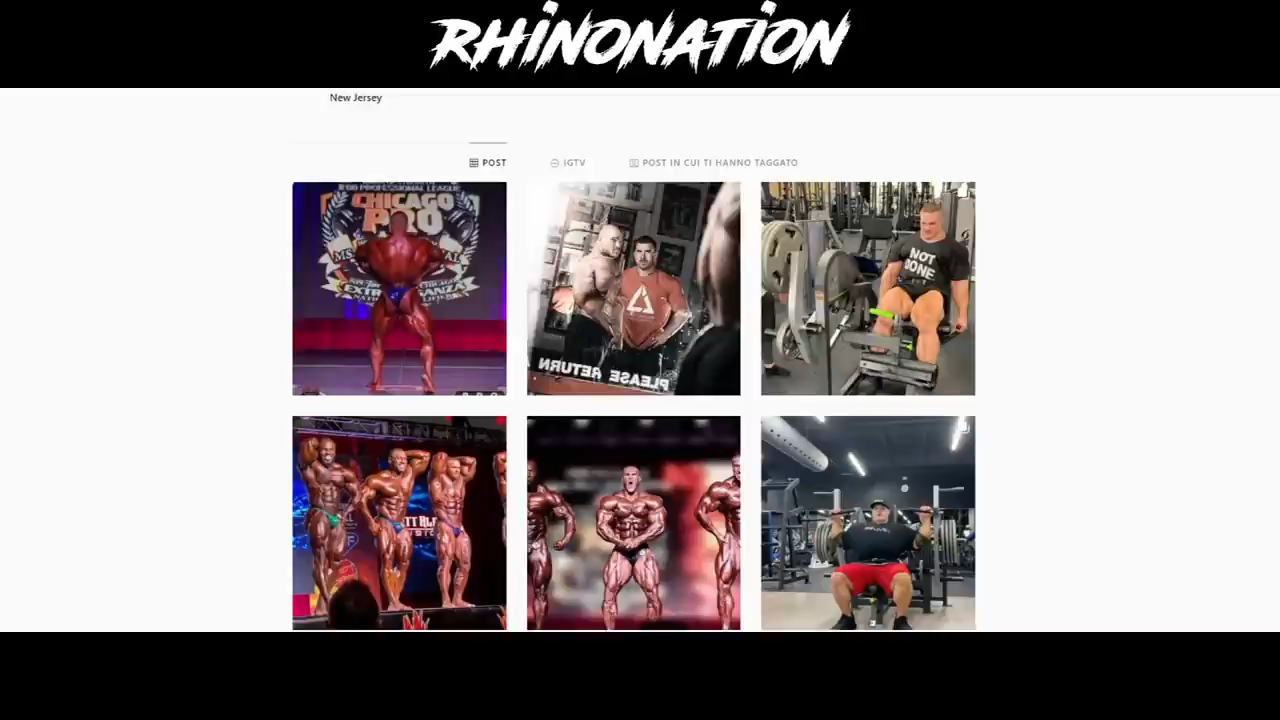 RHINONATION
New Jersey
POST
IGTV
POST IN CUI TI HANNO TAGGATO
CHICAGO
PRO
NOT
DONE
PLEASE RETURN